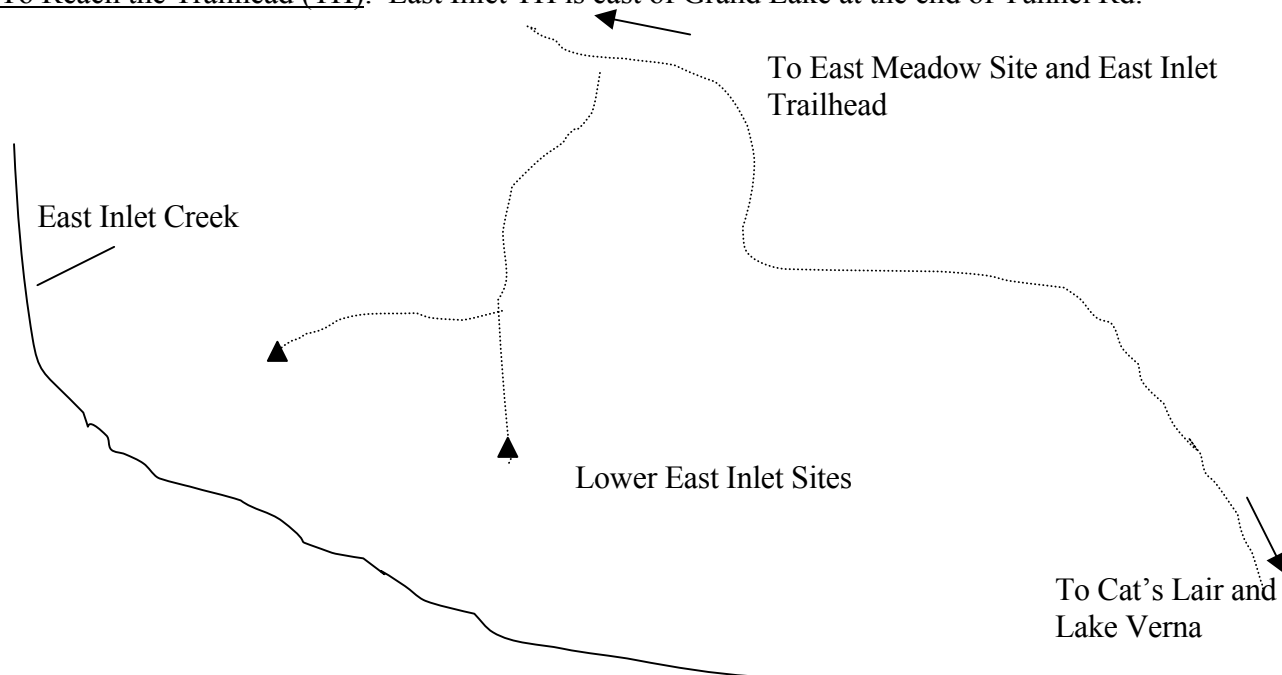 To Reach the Trailhead (TH): East Inlet TH is east of Grand Lake at the end of Tunnel Rd.
To East Meadow Site and East Inlet
Trailhead
East Inlet Creek
Lower East Inlet Sites
To Cat's Lair and
Lake Verna